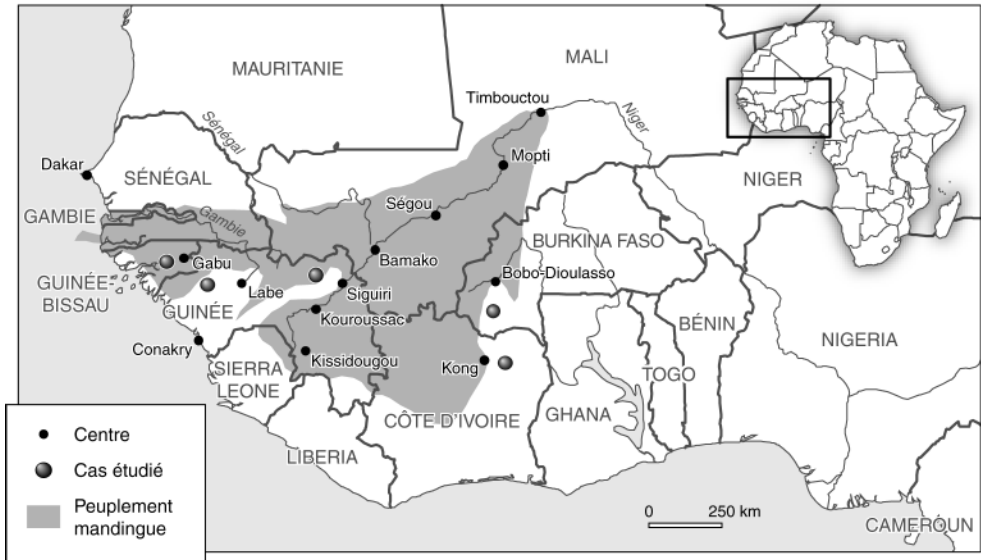 MAURITANIE
MALI
Timbouctou
Niger
Sénégal
Mopti
Dakar
SÉNÉGAL
NIGER
Ségou
GAMBIE
Gambie
BURKINA FASO
Bamako
Gabu
Bobo-Dioulasso
GUINÉE-
BISSAU
Labe
Siguiri
GUINÉE
Kouroussac
BÉNIN
NIGERIA
Conakry
Kissidougou
Kong
SIERRA
LEONE
TOGO
CÔTE D'IVOIRE
GHANA
LIBERIA
Centre
Cas étudié
Peuplement
mandingue
0 250 km
CAMEROUN